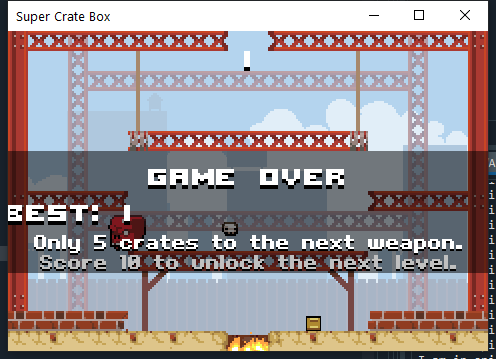 Super Crate Box
1
GAME OVER
BEST: 1
Only 5 crates to the next weapon.
Score 10 to unlock the next level.